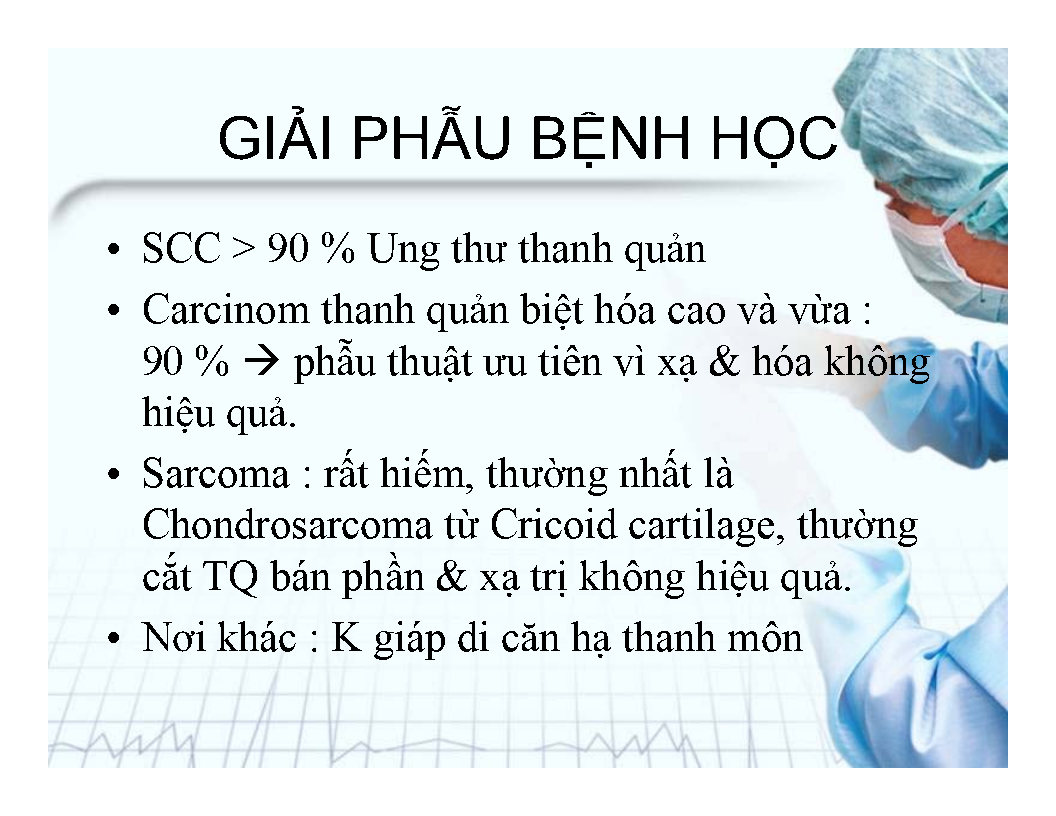 GIẢI PHẪU BỆNH HỌC
• SCC > 90 % Ung thư thanh quản
• Carcinom thanh quản biệt hóa cao và vừa :
90 % → phẫu thuật ưu tiên vì xạ & hóa không
hiệu quả.
• Sarcoma : rất hiếm, thường nhất là
Chondrosarcoma từ Cricoid cartilage, thường
cắt TQ bán phần & xạ trị không hiệu quả.
• Nơi khác : K giáp di căn hạ thanh môn